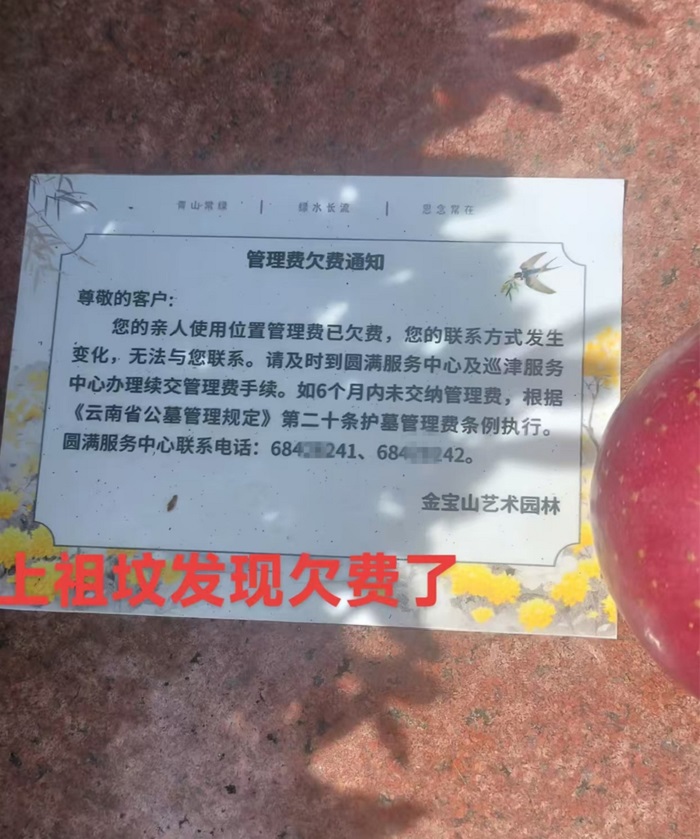 青山常绿 | 绿水长流 | 思念常在
管理费欠费通知
尊敬的客户：
您的亲人使用位置管理费已欠费，您的联系方式发生
变化，无法与您联系。请及时到圆满服务中心及巡津服务
中心办理续交管理费手续。如6个月内未交纳管理费，根据
《云南省公墓管理规定》第二十条护墓管理费条例执行。
圆满服务中心联系电话：684 241、684 42。
金宝山艺术园林
上祖坟发现欠费了